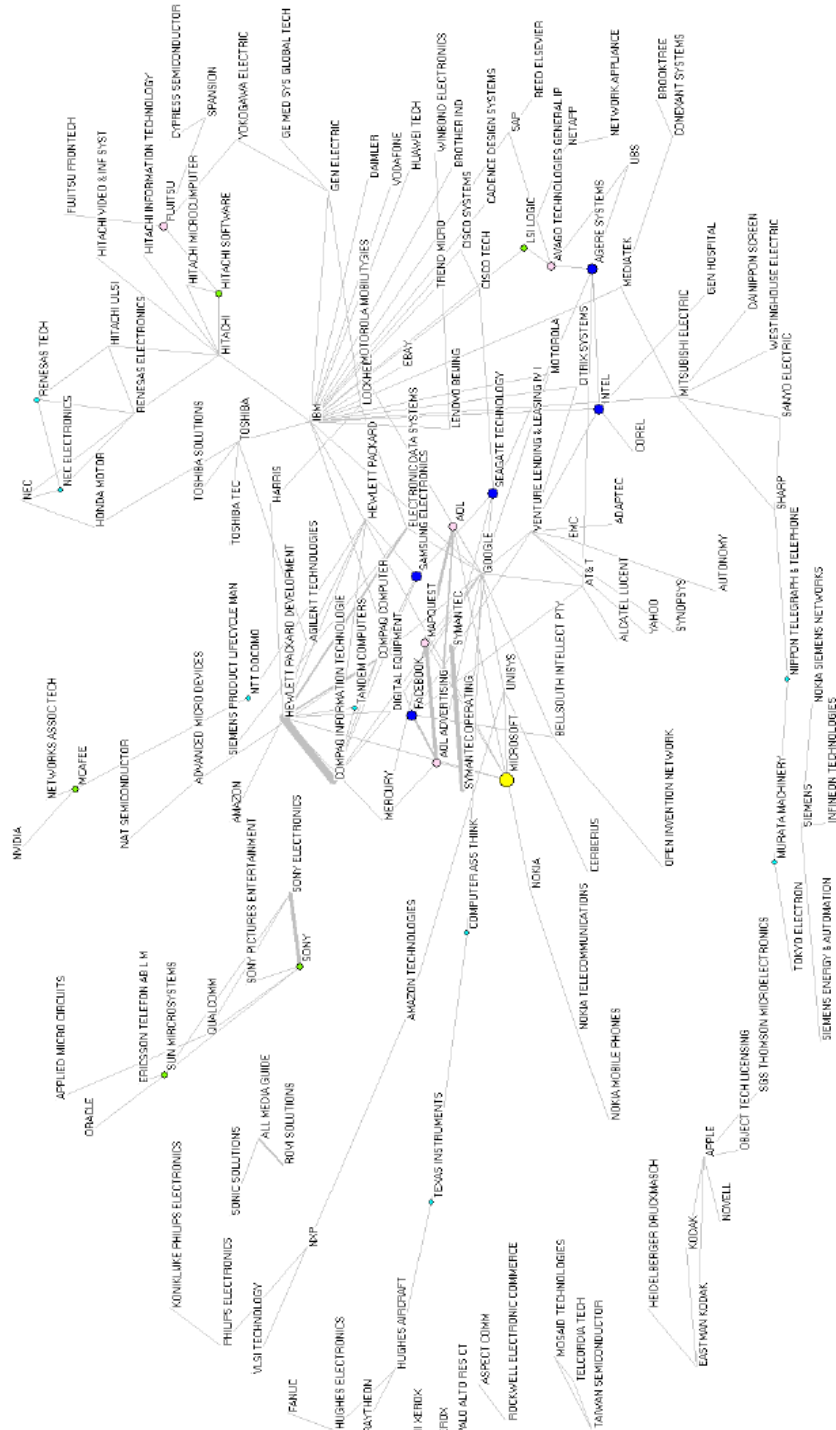 FUJITSU FRONTECH
HITACHI VIDEO & INF SYST
HITACHI INFORMATION TECHNOLOGY
CYPRESS SEMICONDUCTOR
SPANSION
FUJITSU
HITACHI MICROCOMPUTER
YOKOGAWA ELECTRIC
GE MED SYS GLOBAL TECH
HITACHI SOFTWARE
GEN ELECTRIC
DAIMLER
VODAFONE
HUAWEI TECH
WINBOND ELECTRONICS
BROTHER IND
CADENCE DESIGN SYSTEMS
SAP
REED ELSEVIER
NETAPP
NETWORK APPLIANCE
UBS
BROOKTREE
CONEXANT SYSTEMS
AVAGO TECHNOLOGIES GENERAL IP
LSI LOGIC
AGERE SYSTEMS
CISCO SYSTEMS
TREND MICRO
CISCO TECH
MEDIATEK
GEN HOSPITAL
DAINIPPON SCREEN
WESTINGHOUSE ELECTRIC
RENESAS TECH
HITACHI ULSI
RENESAS ELECTRONICS
HITACHI
NEC
NEC ELECTRONICS
HONDA MOTOR
TOSHIBA SOLUTIONS
TOSHIBA
TOSHIBA TEC
HARRIS
IBM
EBAY
LENOVO BEIJING
MOTOROLA
CITRIX SYSTEMS
INTEL
COREL
MITSUBISHI ELECTRIC
SANYO ELECTRIC
SHARP
HEWLETT PACKARD
ELECTRONIC DATA SYSTEMS
SAMSUNG ELECTRONICS
SEAGATE TECHNOLOGY
AOL
GOOGLE
EMC
ADAPTEC
AT&T
ALCATEL LUCENT
YAHOO
SYNOPSYS
AUTONOMY
NIPPON TELEGRAPH & TELEPHONE
NOKIA SIEMENS NETWORKS
HEWLETT PACKARD DEVELOPMENT
AGILENT TECHNOLOGIES
COMPAQ INFORMATION TECHNOLOGIE
TANDEM COMPUTERS
COMPAQ COMPUTER
DIGITAL EQUIPMENT
FACEBOOK
MAPQUEST
AOL ADVERTISING
SYMANTEC
SYMANTEC OPERATING
UNISYS
MICROSOFT
BELLSOUTH INTELLECT PTY
MERCURY
NTT DOCOMO
SIEMENS PRODUCT LIFECYCLE MAN
ADVANCED MICRO DEVICES
NETWORKS ASSOC TECH
MCAFEE
NVIDIA
NAT SEMICONDUCTOR
AMAZON
SONY ELECTRONICS
SONY PICTURES ENTERTAINMENT
SONY
QUALCOMM
SUN MIRCROSYSTEMS
ERICSSON TELEFON AB L M
APPLIED MICRO CIRCUITS
ORACLE
COMPUTER ASS THINK
NOKIA
CERBERUS
OPEN INVENTION NETWORK
AMAZON TECHNOLOGIES
NOKIA TELECOMMUNICATIONS
NOKIA MOBILE PHONES
MURATA MACHINERY
TOKYO ELECTRON
SIEMENS
INFINEON TECHNOLOGIES
SIEMENS ENERGY & AUTOMATION
SONIC SOLUTIONS
ALL MEDIA GUIDE
ROVI SOLUTIONS
TEXAS INSTRUMENTS
SGS THOMSON MICROELECTRONICS
OBJECT TECH LICENSING
APPLE
NOVELL
KODAK
EASTMAN KODAK
HEIDELBERGER DRUCKMASCH
PHILIPS ELECTRONICS
VLSI TECHNOLOGY
NXP
FANUC
HUGHES ELECTRONICS
HUGHES AIRCRAFT
RAYTHEON
PALO ALTO RES CT
ASPECT COMM
ROCKWELL ELECTRONIC COMMERCE
MOSAID TECHNOLOGIES
TELCORDIA TECH
TAIWAN SEMICONDUCTOR